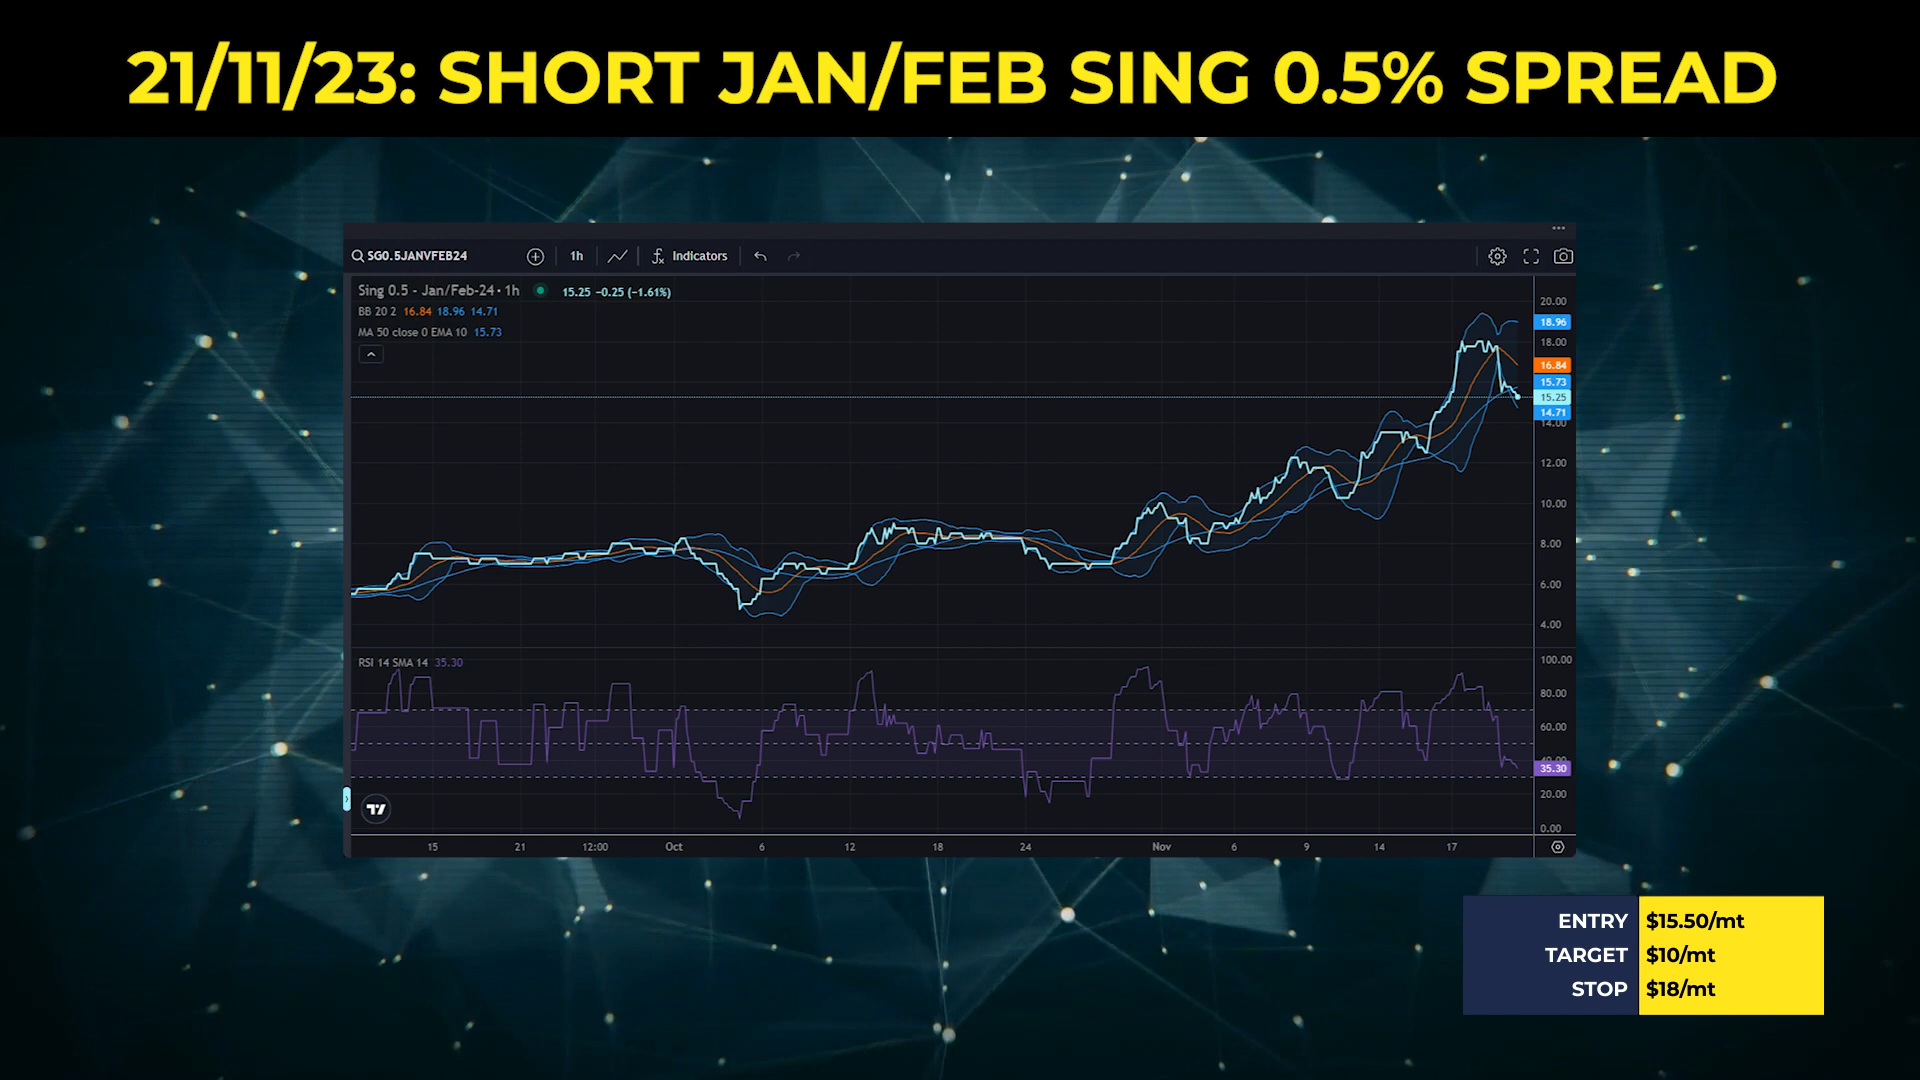 21/11/23: SHORT JAN/FEB SING 0.5% SPREAD
SG0.5JANVFEB24
1h
Indicators
Sing 0.5 - Jan/Feb-24 • 1h
15.25 −0.25 (−1.61%)
BB 20 2 16.84 18.96 14.71
MA 50 close 0 EMA 10 15.73
20.00
18.96
18.00
16.84
15.73
15.25
14.71
14.00
12.00
10.00
8.00
6.00
4.00
RSI 14 SMA 14 35.30
100.00
80.00
60.00
40.00
35.30
20.00
0.00
15
21
12:00
Oct
6
12
18
24
Nov
6
9
14
17
ENTRY $15.50/mt
TARGET $10/mt
STOP $18/mt